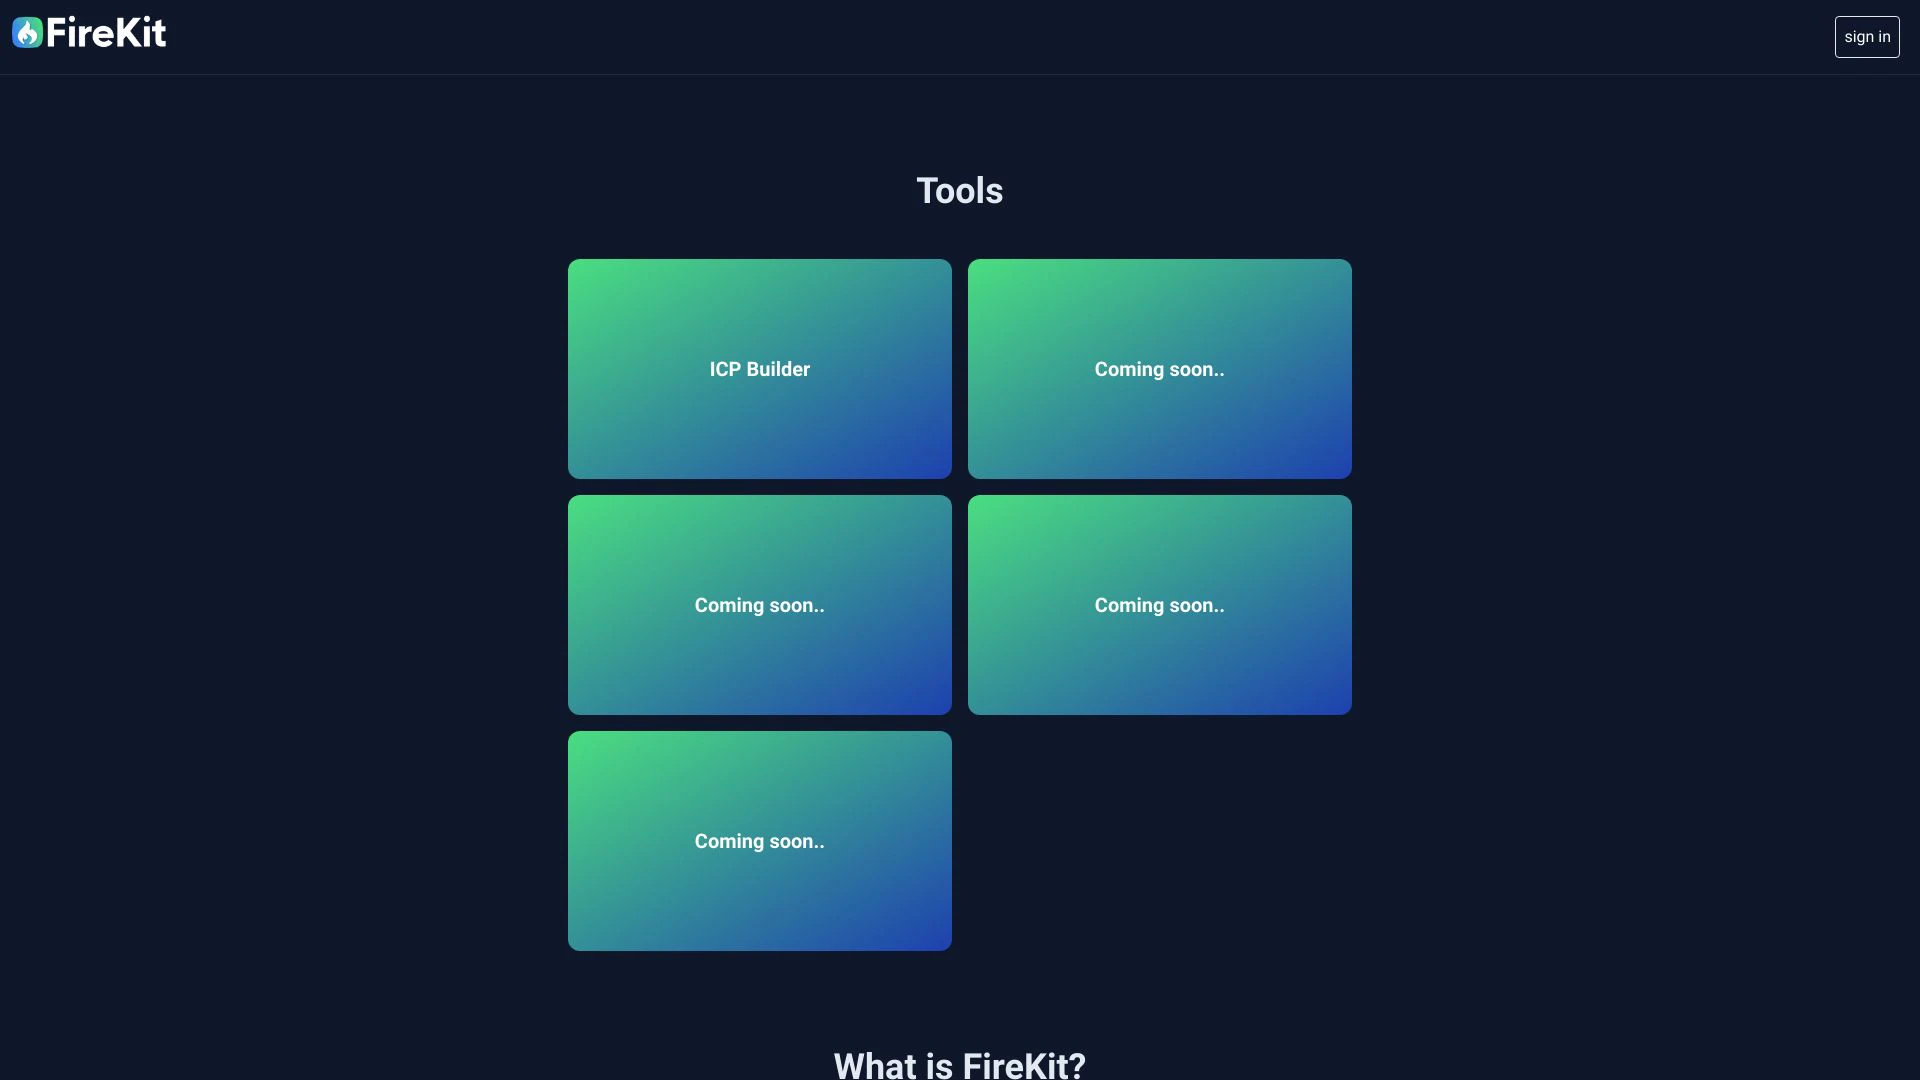 FireKit
sign in
Tools
ICP Builder
Coming soon..
Coming soon..
Coming soon..
Coming soon..
What is FireKit?